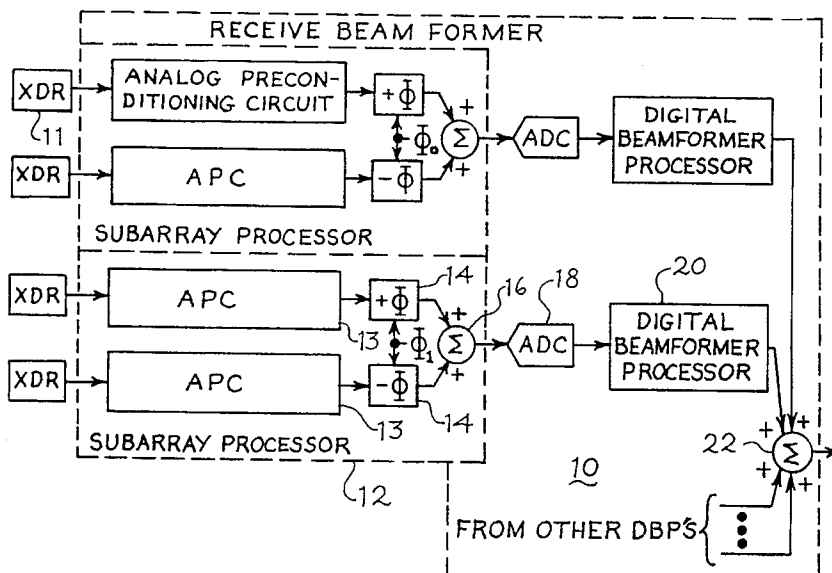 RECEIVE BEAM FORMER
XDR
11
ANALOG PRECON-
DITIONING CIRCUIT
+Φ
+
Φ₀
Σ
ADC
DIGITAL
BEAMFORMER
PROCESSOR
XDR
APC
-Φ
+
SUBARRAY PROCESSOR
XDR
APC
13
14
+Φ
+
16
Φ₁
Σ
18
ADC
20
DIGITAL
BEAMFORMER
PROCESSOR
XDR
APC
13
-Φ
14
+
SUBARRAY PROCESSOR
12
10
22
+ +
Σ
+ +
FROM OTHER DBP'S